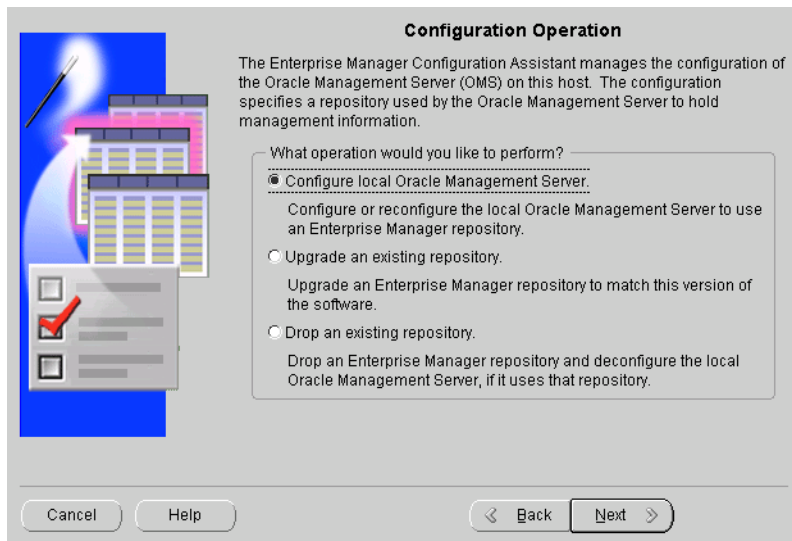 Configuration Operation
The Enterprise Manager Configuration Assistant manages the configuration of
the Oracle Management Server (OMS) on this host. The configuration
specifies a repository used by the Oracle Management Server to hold
management information.
What operation would you like to perform?
Configure local Oracle Management Server.
Configure or reconfigure the local Oracle Management Server to use
an Enterprise Manager repository.
Upgrade an existing repository.
Upgrade an Enterprise Manager repository to match this version of
the software.
Drop an existing repository.
Drop an Enterprise Manager repository and deconfigure the local
Oracle Management Server, if it uses that repository.
Cancel Help Back Next